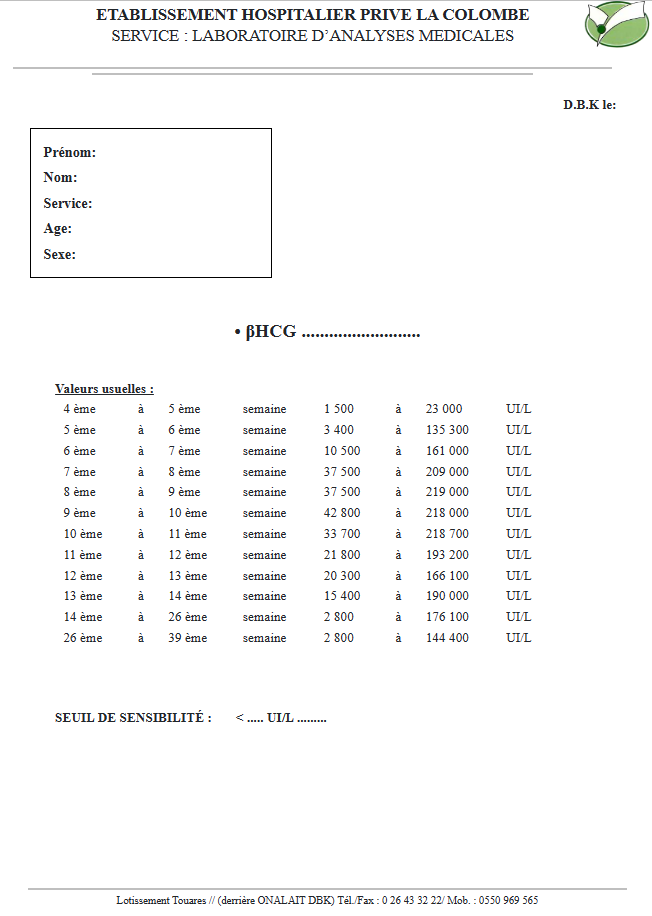 ETABLISSEMENT HOSPITALIER PRIVE LA COLOMBE
SERVICE : LABORATOIRE D’ANALYSES MEDICALES
D.B.K le:
Prénom:
Nom:
Service:
Age:
Sexe:
• βHCG ..........................
Valeurs usuelles :
4 ème à 5 ème semaine 1 500 à 23 000 UI/L
5 ème à 6 ème semaine 3 400 à 135 300 UI/L
6 ème à 7 ème semaine 10 500 à 161 000 UI/L
7 ème à 8 ème semaine 37 500 à 209 000 UI/L
8 ème à 9 ème semaine 37 500 à 219 000 UI/L
9 ème à 10 ème semaine 42 800 à 218 000 UI/L
10 ème à 11 ème semaine 33 700 à 218 700 UI/L
11 ème à 12 ème semaine 21 800 à 193 200 UI/L
12 ème à 13 ème semaine 20 300 à 166 100 UI/L
13 ème à 14 ème semaine 15 400 à 190 000 UI/L
14 ème à 26 ème semaine 2 800 à 176 100 UI/L
26 ème à 39 ème semaine 2 800 à 144 400 UI/L
SEUIL DE SENSIBILITÉ : < ..... UI/L .........
Lotissement Touares // (derrière ONALAIT DBK) Tél./Fax : 0 26 43 32 22/ Mob. : 0550 969 565